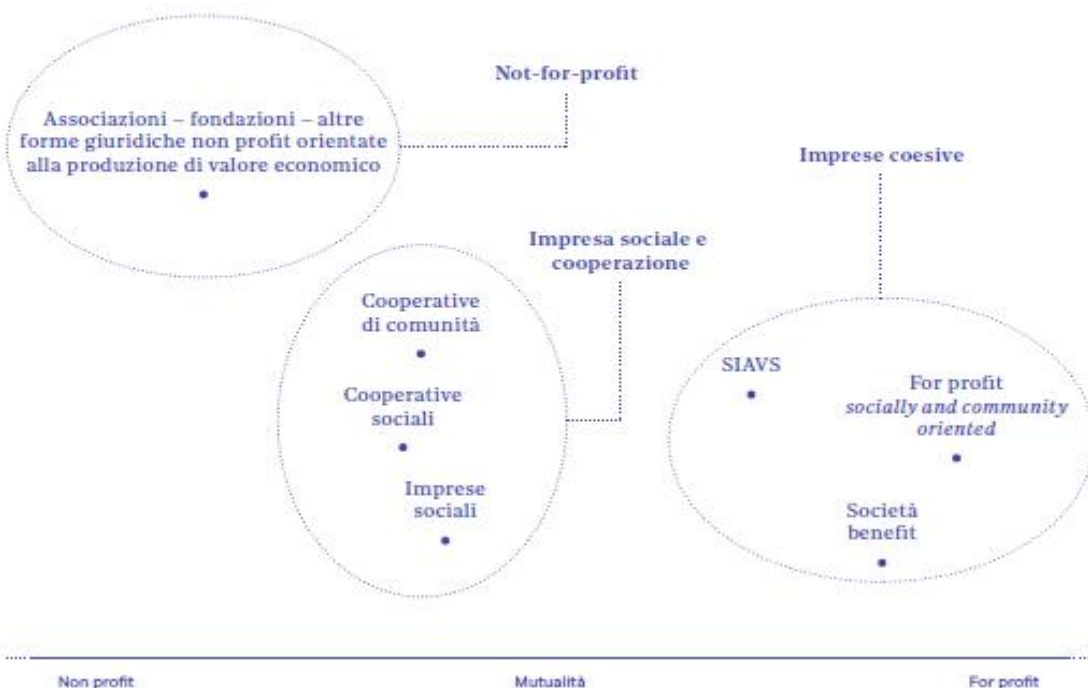 Not-for-profit
Associazioni – fondazioni – altre
forme giuridiche non profit orientate
alla produzione di valore economico
Imprese coesive
Impresa sociale e
cooperazione
Cooperative
di comunità
Cooperative
sociali
Imprese
sociali
SIAVS
For profit
socially and community
oriented
Società
benefit
Non profit
Mutualità
For profit